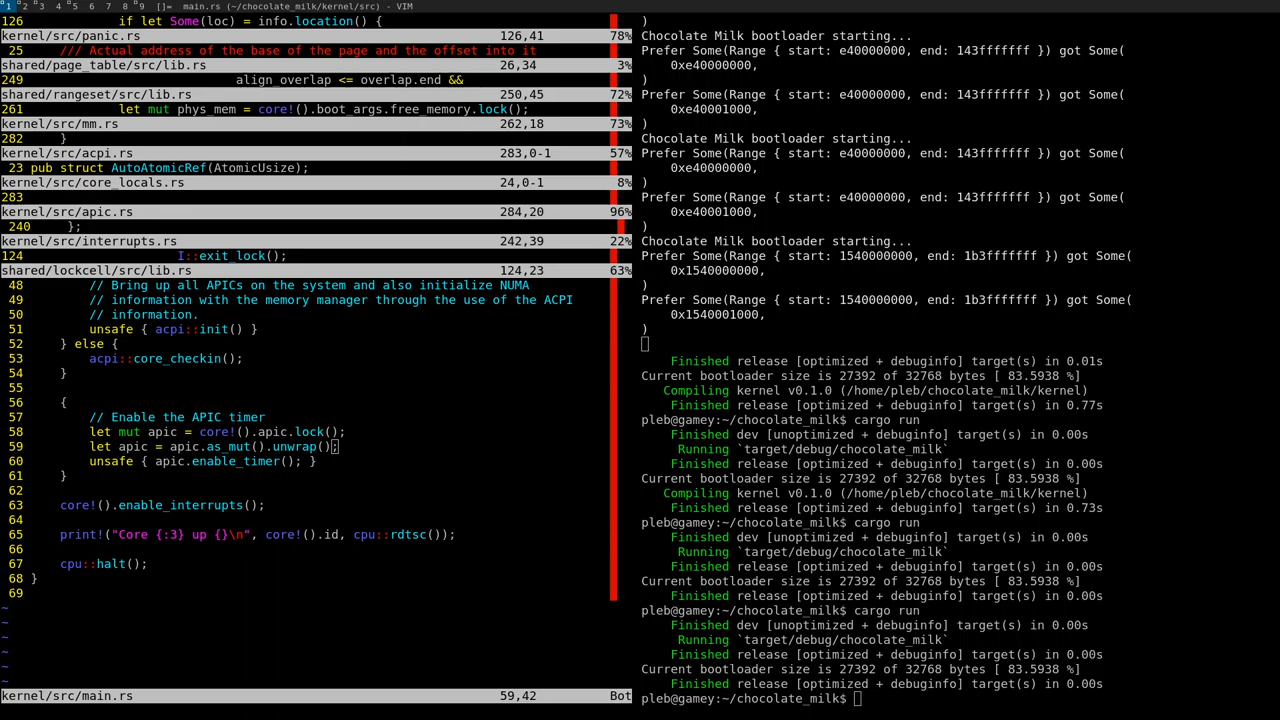 1 2 3 4 5 6 7 8 9 []= main.rs (~/chocolate_milk/kernel/src) - VIM
126 if let Some(loc) = info.location() {
kernel/src/panic.rs 126,41 78%
25 /// Actual address of the base of the page and the offset into it
shared/page_table/src/lib.rs 26,34 3%
249 align_overlap <= overlap.end &&
shared/rangeset/src/lib.rs 250,45 72%
261 let mut phys_mem = core!().boot_args.free_memory.lock();
kernel/src/mm.rs 262,18 73%
282 }
kernel/src/acpi.rs 283,0-1 57%
23 pub struct AutoAtomicRef(AtomicUsize);
kernel/src/core_locals.rs 24,0-1 8%
283
kernel/src/apic.rs 284,20 96%
240 };
kernel/src/interrupts.rs 242,39 22%
124 I::exit_lock();
shared/lockcell/src/lib.rs 124,23 63%
48 // Bring up all APICs on the system and also initialize NUMA
49 // information with the memory manager through the use of the ACPI
50 // information.
51 unsafe { acpi::init() }
52 } else {
53 acpi::core_checkin();
54 }
55
56 {
57 // Enable the APIC timer
58 let mut apic = core!().apic.lock();
59 let apic = apic.as_mut().unwrap();
60 unsafe { apic.enable_timer(); }
61 }
62
63 core!().enable_interrupts();
64
65 print!("Core {:3} up {}\n", core!().id, cpu::rdtsc());
66
67 cpu::halt();
68 }
69
~
~
~
~
~
~
kernel/src/main.rs 59,42 Bot
)
Chocolate Milk bootloader starting...
Prefer Some(Range { start: e40000000, end: 143fffffff }) got Some(
0xe40000000,
)
Prefer Some(Range { start: e40000000, end: 143fffffff }) got Some(
0xe40001000,
)
Chocolate Milk bootloader starting...
Prefer Some(Range { start: e40000000, end: 143fffffff }) got Some(
0xe40000000,
)
Prefer Some(Range { start: e40000000, end: 143fffffff }) got Some(
0xe40001000,
)
Chocolate Milk bootloader starting...
Prefer Some(Range { start: 1540000000, end: 1b3fffffff }) got Some(
0x1540000000,
)
Prefer Some(Range { start: 1540000000, end: 1b3fffffff }) got Some(
0x1540001000,
)
Finished release [optimized + debuginfo] target(s) in 0.01s
Current bootloader size is 27392 of 32768 bytes [ 83.5938 %]
Compiling kernel v0.1.0 (/home/pleb/chocolate_milk/kernel)
Finished release [optimized + debuginfo] target(s) in 0.77s
pleb@gamey:~/chocolate_milk$ cargo run
Finished dev [unoptimized + debuginfo] target(s) in 0.00s
Running `target/debug/chocolate_milk`
Finished release [optimized + debuginfo] target(s) in 0.00s
Current bootloader size is 27392 of 32768 bytes [ 83.5938 %]
Compiling kernel v0.1.0 (/home/pleb/chocolate_milk/kernel)
Finished release [optimized + debuginfo] target(s) in 0.73s
pleb@gamey:~/chocolate_milk$ cargo run
Finished dev [unoptimized + debuginfo] target(s) in 0.00s
Running `target/debug/chocolate_milk`
Finished release [optimized + debuginfo] target(s) in 0.00s
Current bootloader size is 27392 of 32768 bytes [ 83.5938 %]
Finished release [optimized + debuginfo] target(s) in 0.00s
pleb@gamey:~/chocolate_milk$ cargo run
Finished dev [unoptimized + debuginfo] target(s) in 0.00s
Running `target/debug/chocolate_milk`
Finished release [optimized + debuginfo] target(s) in 0.00s
Current bootloader size is 27392 of 32768 bytes [ 83.5938 %]
Finished release [optimized + debuginfo] target(s) in 0.00s
pleb@gamey:~/chocolate_milk$